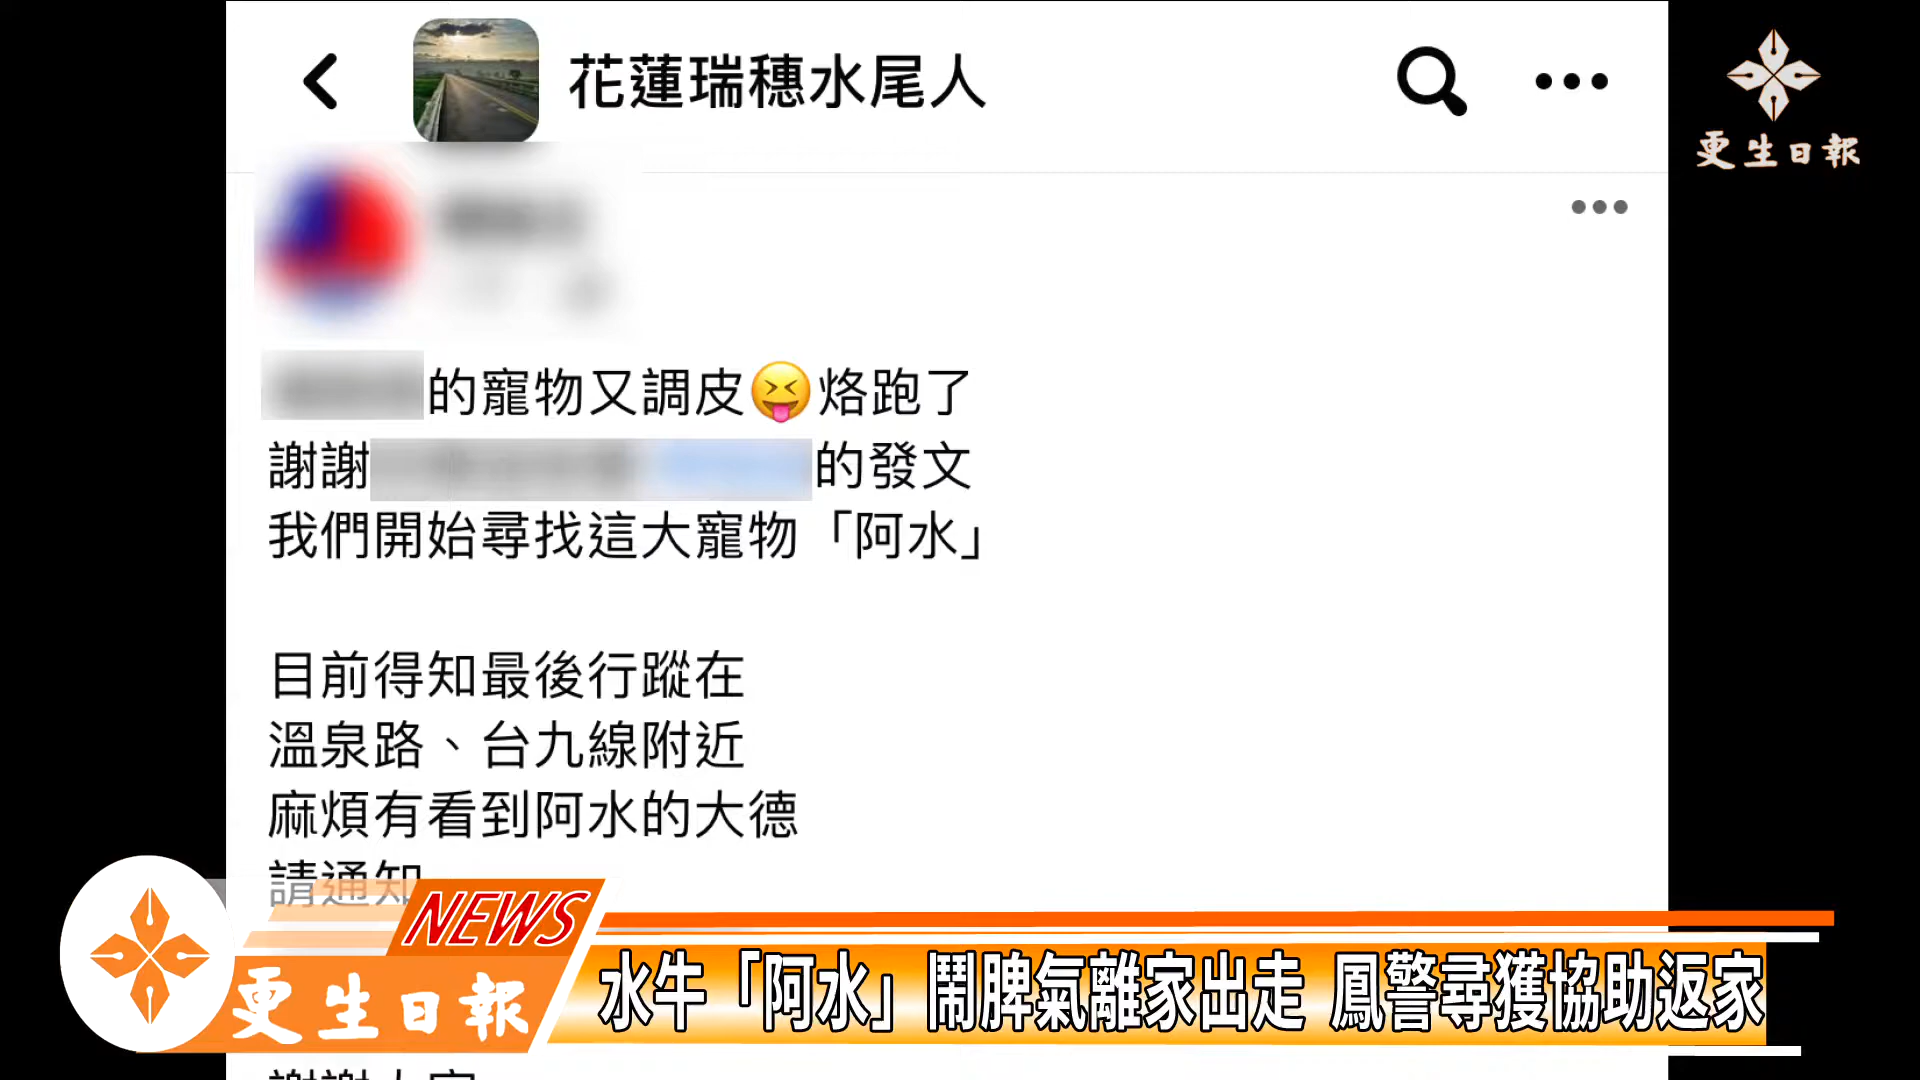 花蓮瑞穗水尾人
更生日報
的寵物又調皮😝烙跑了
謝謝 的發文
我們開始尋找這大寵物「阿水」
目前得知最後行蹤在
溫泉路、台九線附近
麻煩有看到阿水的大德
請通知
NEWS
更生日報
水牛「阿水」鬧脾氣離家出走 鳳警尋獲協助返家